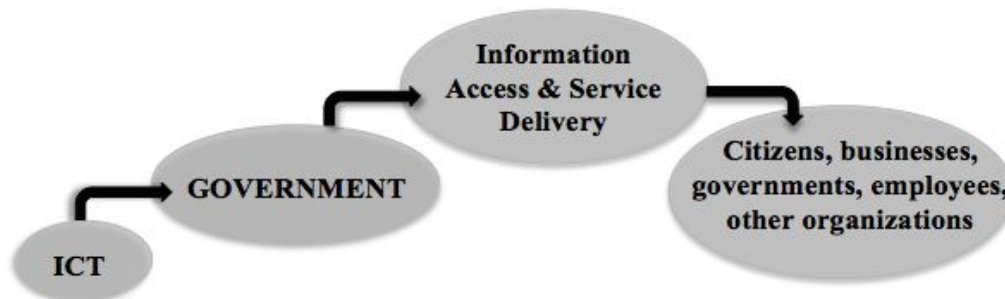 ICT
GOVERNMENT
Information
Access & Service
Delivery
Citizens, businesses,
governments, employees,
other organizations